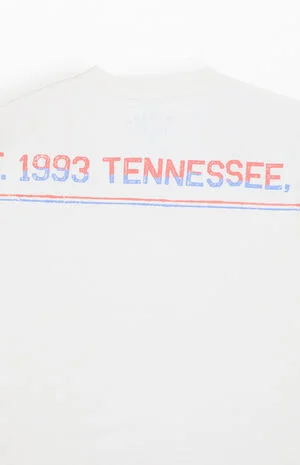 . 1993 TENNESSEE,